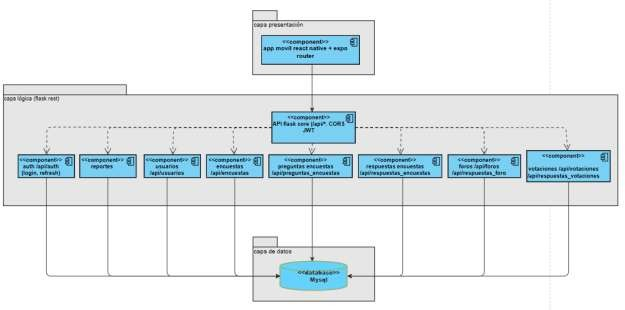 capa presentación
<<component>>
app movil react native + expo
router
capa lógica (flask rest)
<<component>>
API flask core (/api/*. CORS
JWT
<<component>>
auth /api/auth
(login, refresh)
<<component>>
reportes
<<component>>
usuarios
/api/usuarios
<<component>>
encuestas
/api/encuestas
<<component>>
preguntas encuestas
/api/preguntas_encuestas
<<component>>
respuestas encuestas
/api/respuestas_encuestas
<<component>>
foros /api/foros
/api/respuestas_foro
<<component>>
votaciones /api/votaciones
/api/respuestas_votaciones
capa de datos
<<database>>
Mysql